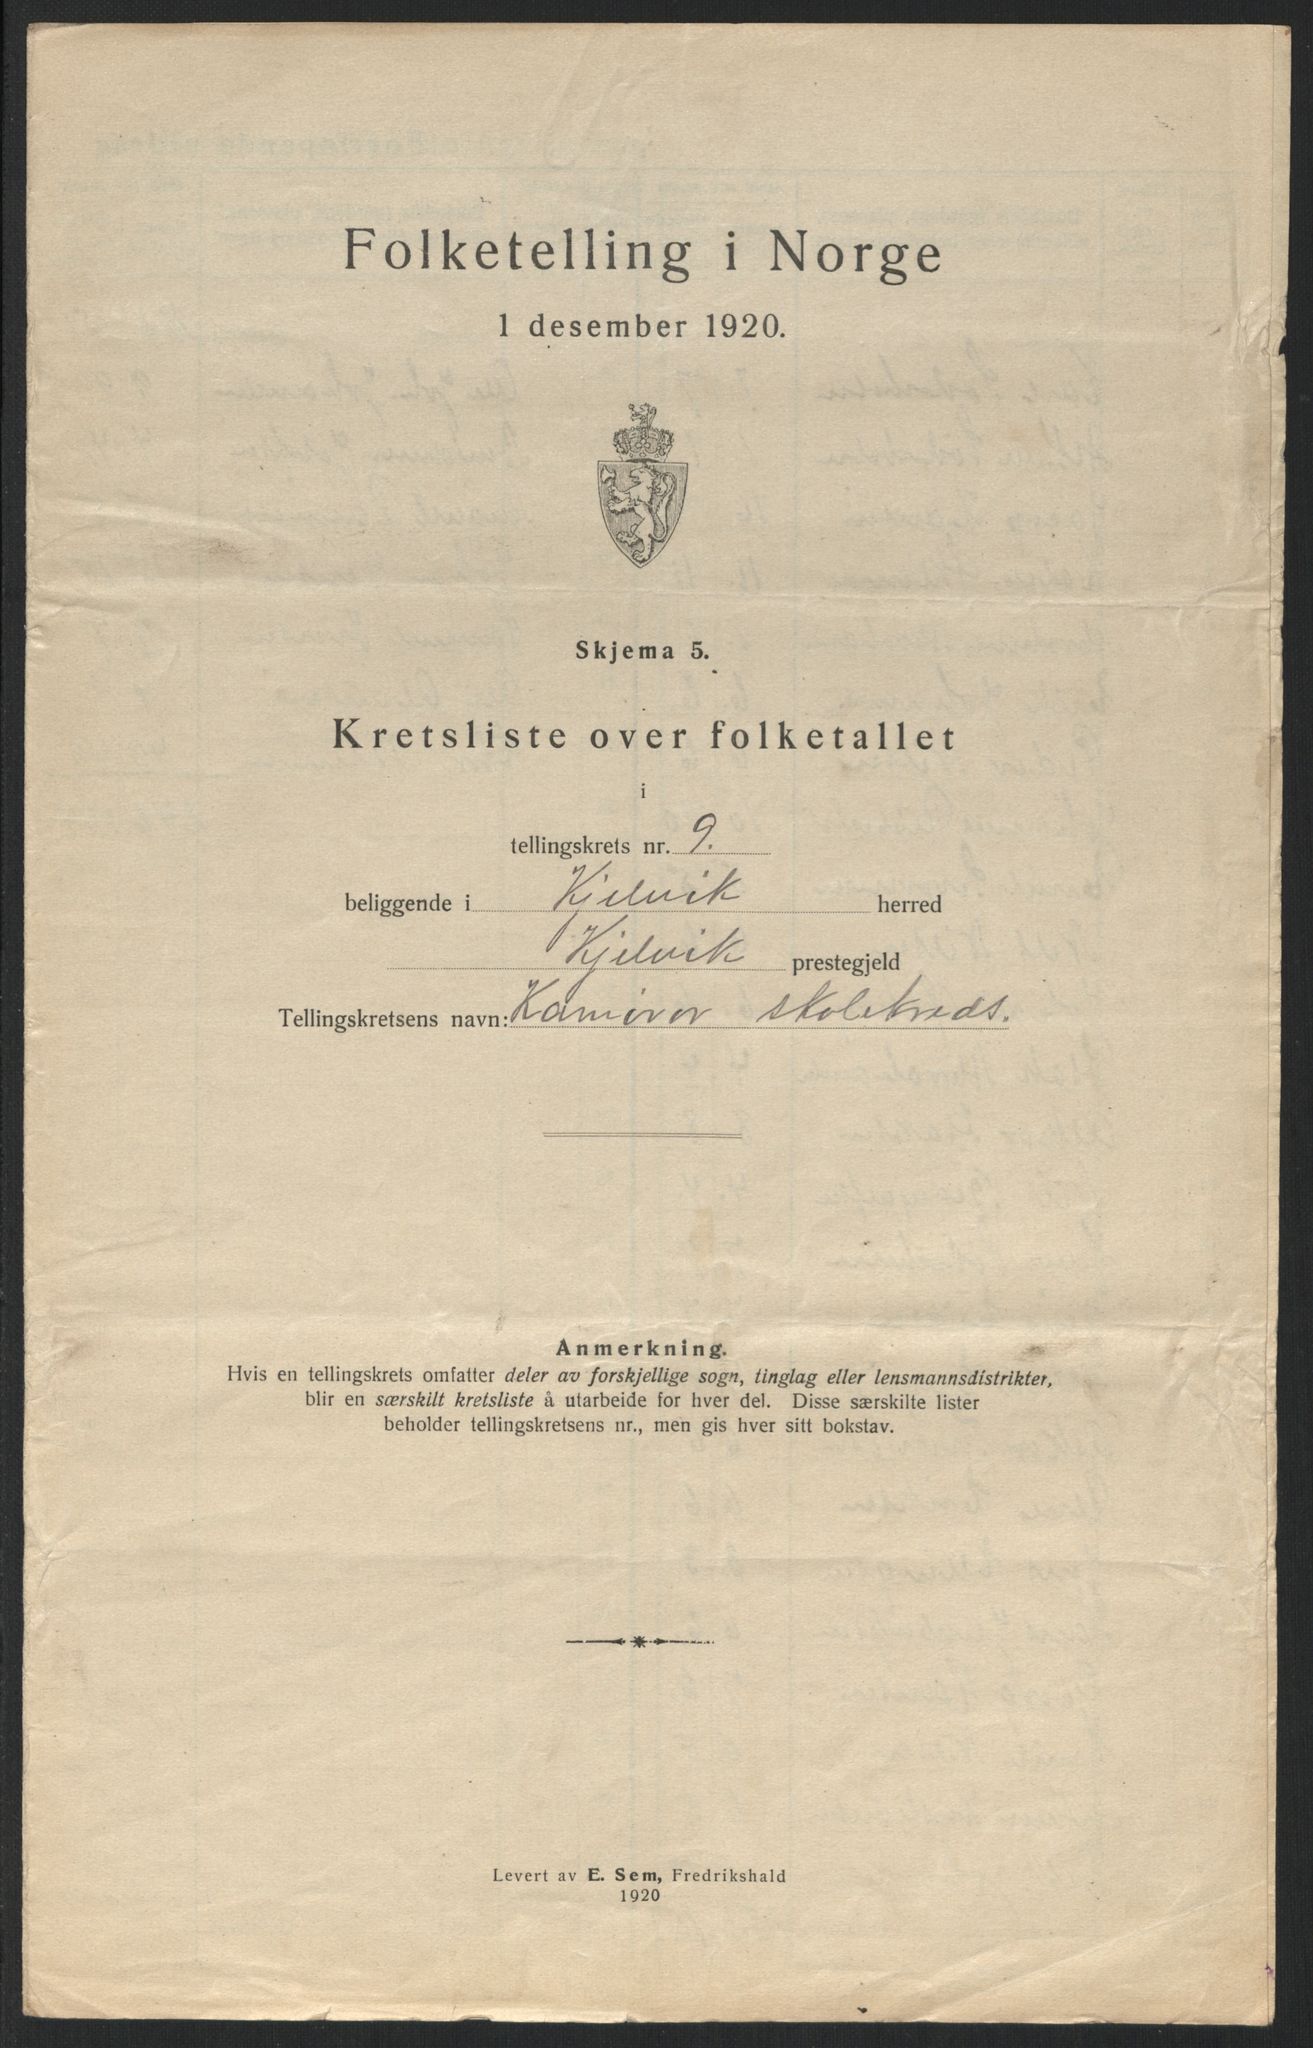 Folketelling i Norge
1 desember 1920.
Skjema 5.
Kretsliste over folketallet
i
tellingskrets nr. 9.
beliggende i Kjelvik herred
Kjelvik prestegjeld
Tellingskretsens navn: Kamøvær skolekreds.
Anmerkning.
Hvis en tellingskrets omfatter deler av forskjellige sogn, tinglag eller lensmannsdistrikter,
blir en særskilt kretsliste å utarbeide for hver del. Disse særskilte lister
beholder tellingskretsens nr., men gis hver sitt bokstav.
Levert av E. Sem, Fredrikshald
1920